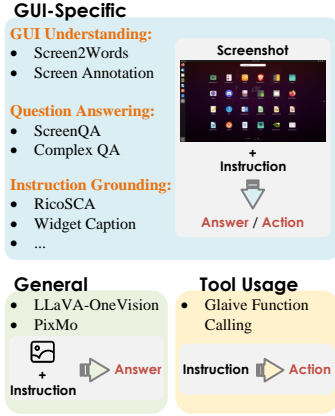 GUI-Specific
GUI Understanding:
• Screen2Words
• Screen Annotation
Question Answering:
• ScreenQA
• Complex QA
Instruction Grounding:
• RicoSCA
• Widget Caption
• ...
Screenshot
+
Instruction
Answer / Action
General
• LLaVA-OneVision
• PixMo
+
Instruction
Answer
Tool Usage
• Glaive Function
Calling
Instruction
Action